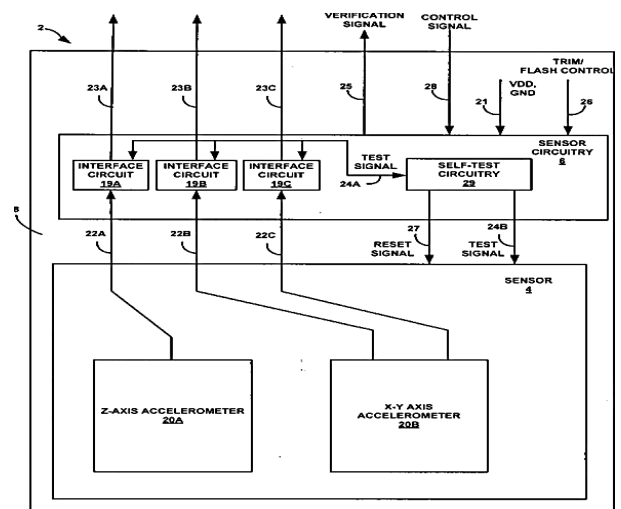 VERIFICATION
SIGNAL
CONTROL
SIGNAL
2
TRIM/
FLASH CONTROL
23A
23B
23C
25
28
21
VDD,
GND
26
SENSOR
CIRCUITRY
6
INTERFACE
CIRCUIT
19A
INTERFACE
CIRCUIT
19B
INTERFACE
CIRCUIT
19C
TEST
SIGNAL
24A
SELF-TEST
CIRCUITRY
29
8
22A
22B
22C
27
24B
RESET
SIGNAL
TEST
SIGNAL
SENSOR
4
Z-AXIS ACCELEROMETER
20A
X-Y AXIS
ACCELEROMETER
20B